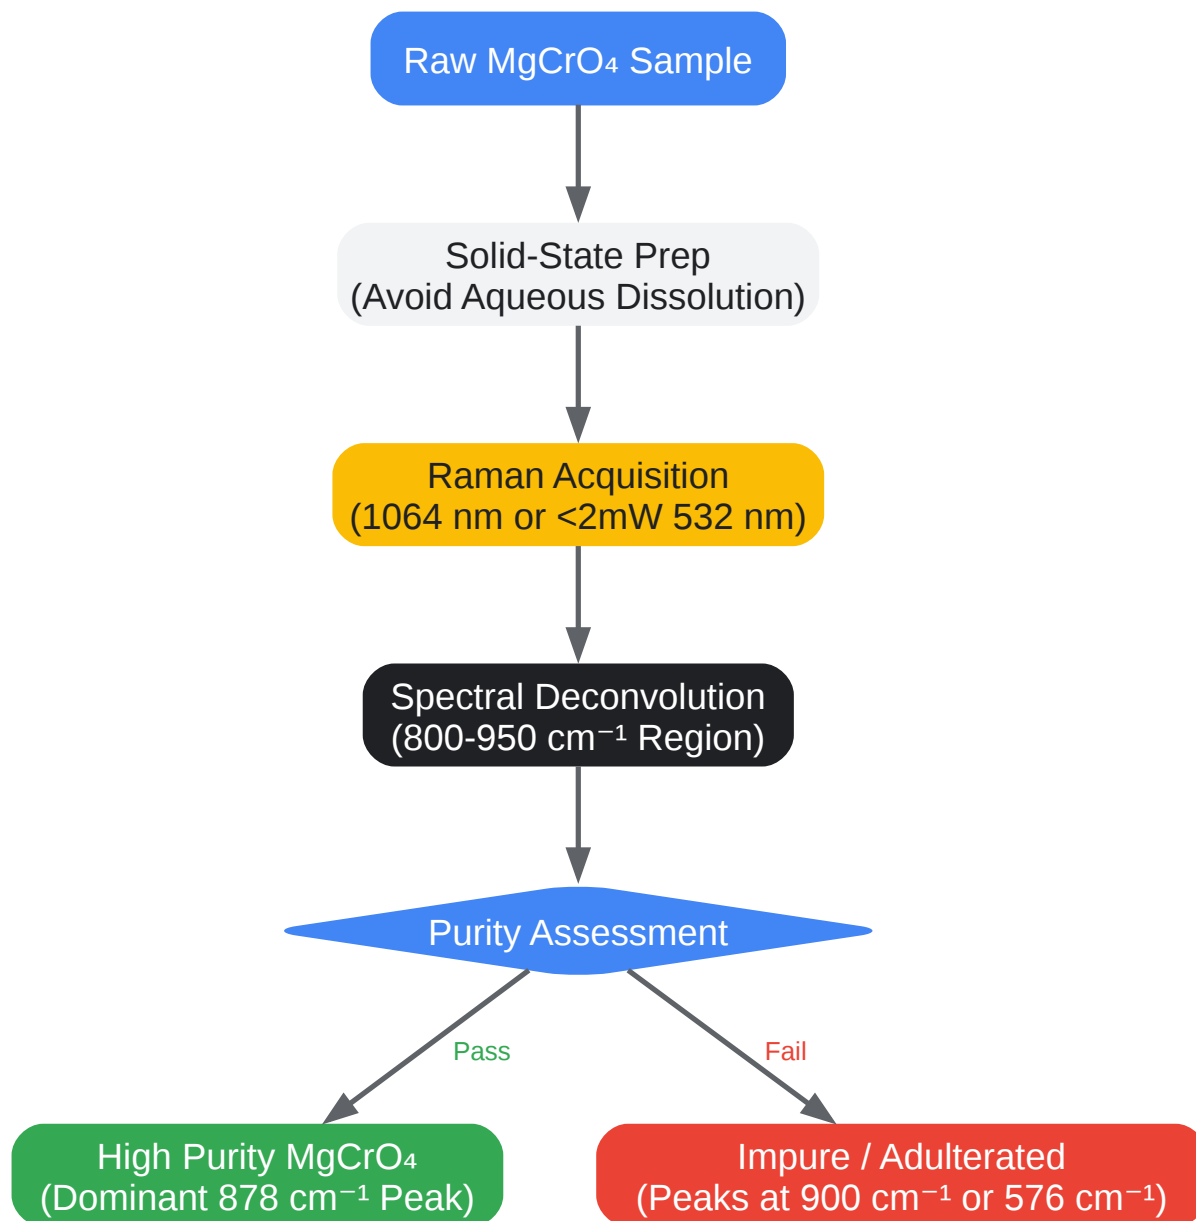 Raw MgCrO₄ Sample
Solid-State Prep
(Avoid Aqueous Dissolution)
Raman Acquisition
(1064 nm or <2mW 532 nm)
Spectral Deconvolution
(800-950 cm⁻¹ Region)
Purity Assessment
Pass
Fail
High Purity MgCrO₄
(Dominant 878 cm⁻¹ Peak)
Impure / Adulterated
(Peaks at 900 cm⁻¹ or 576 cm⁻¹)